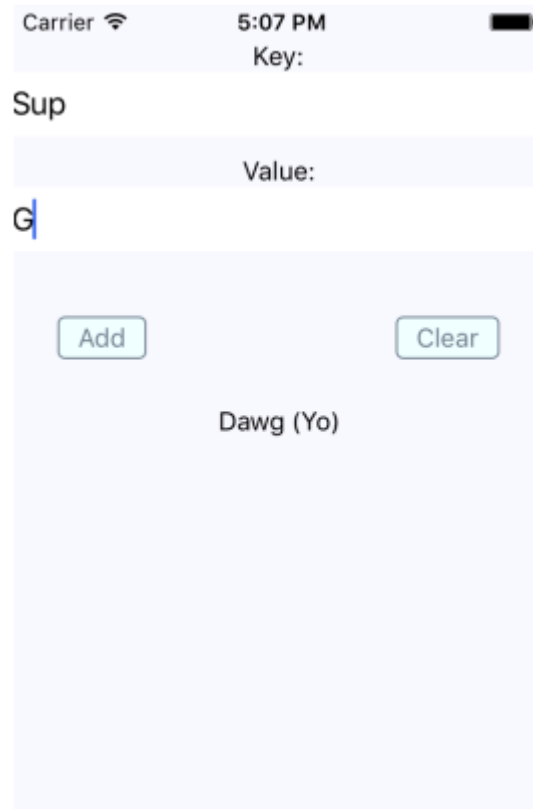 Carrier 5:07 PM
Key:
Sup
Value:
G
Add Clear
Dawg (Yo)